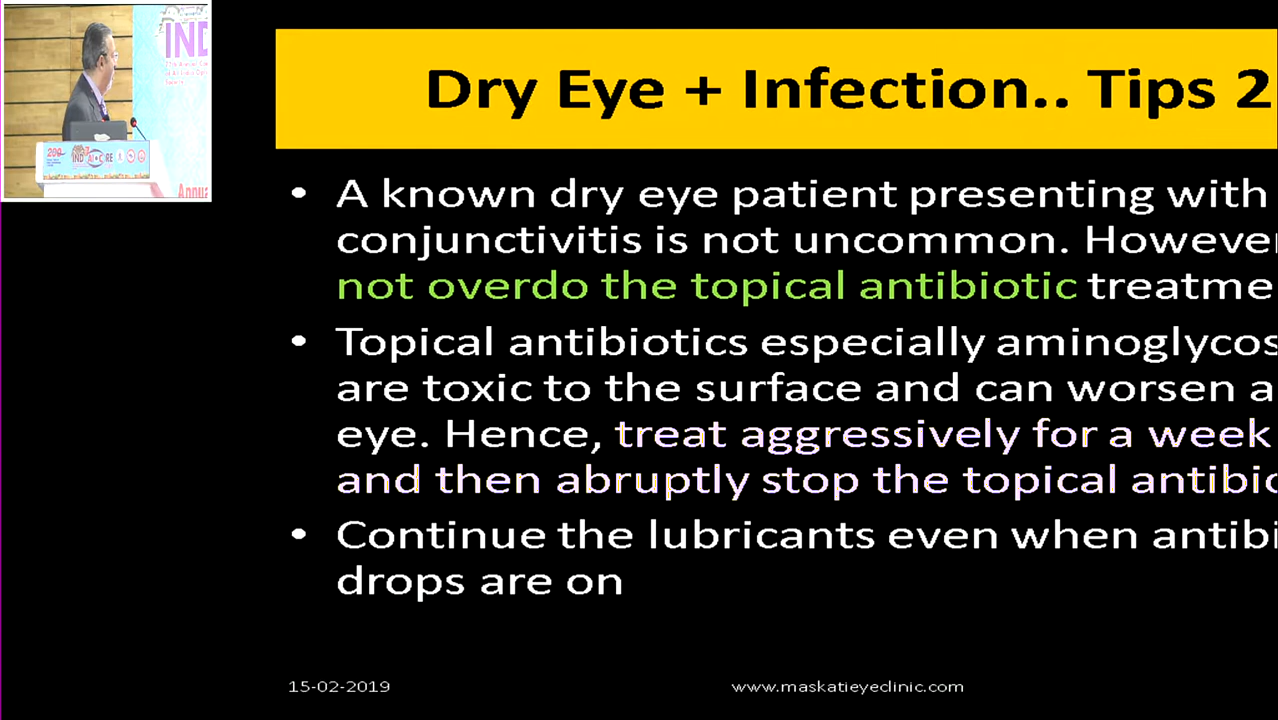 IND
Dry Eye + Infection.. Tips 2
• A known dry eye patient presenting with
conjunctivitis is not uncommon. Howeve
not overdo the topical antibiotic treatme
• Topical antibiotics especially aminoglycos
are toxic to the surface and can worsen a
eye. Hence, treat aggressively for a week
and then abruptly stop the topical antibio
• Continue the lubricants even when antibi
drops are on
15-02-2019
www.maskatieyeclinic.com